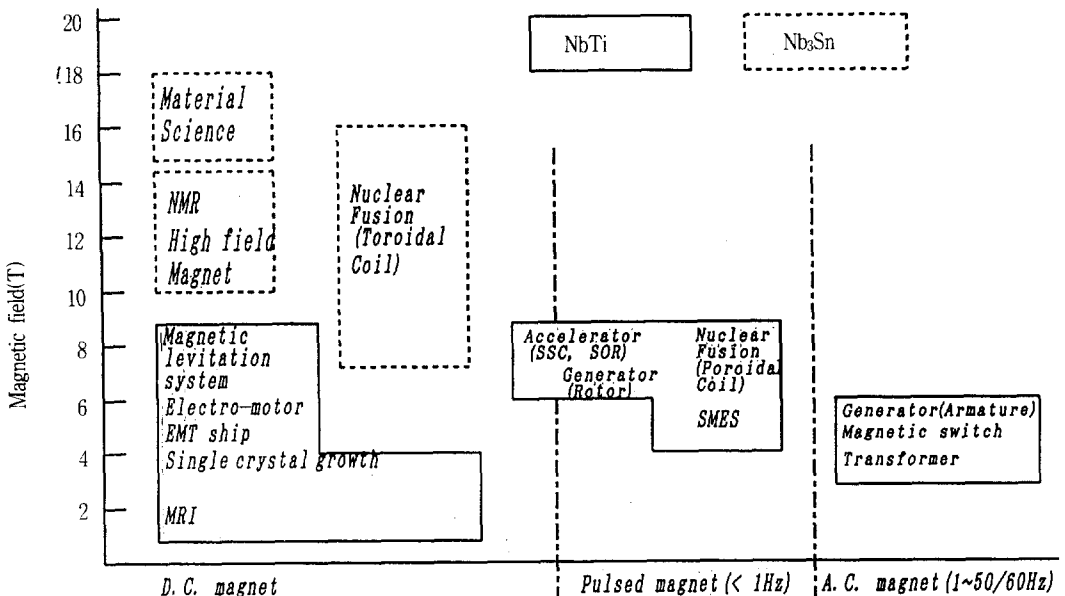 20
18
16
14
12
10
8
6
4
2
Magnetic field(T)
NbTi
Nb₃Sn
Material
Science
NMR
High field
Magnet
Nuclear
Fusion
(Toroidal
Coil)
Magnetic
levitation
system
Electro-motor
EMT ship
Single crystal growth
MRI
Accelerator
(SSC, SOR)
Generator
(Rotor)
Nuclear
Fusion
(Poroidal
Coil)
SMES
Generator(Armature)
Magnetic switch
Transformer
D.C. magnet
Pulsed magnet(< 1Hz)
A.C. magnet(1~50/60Hz)